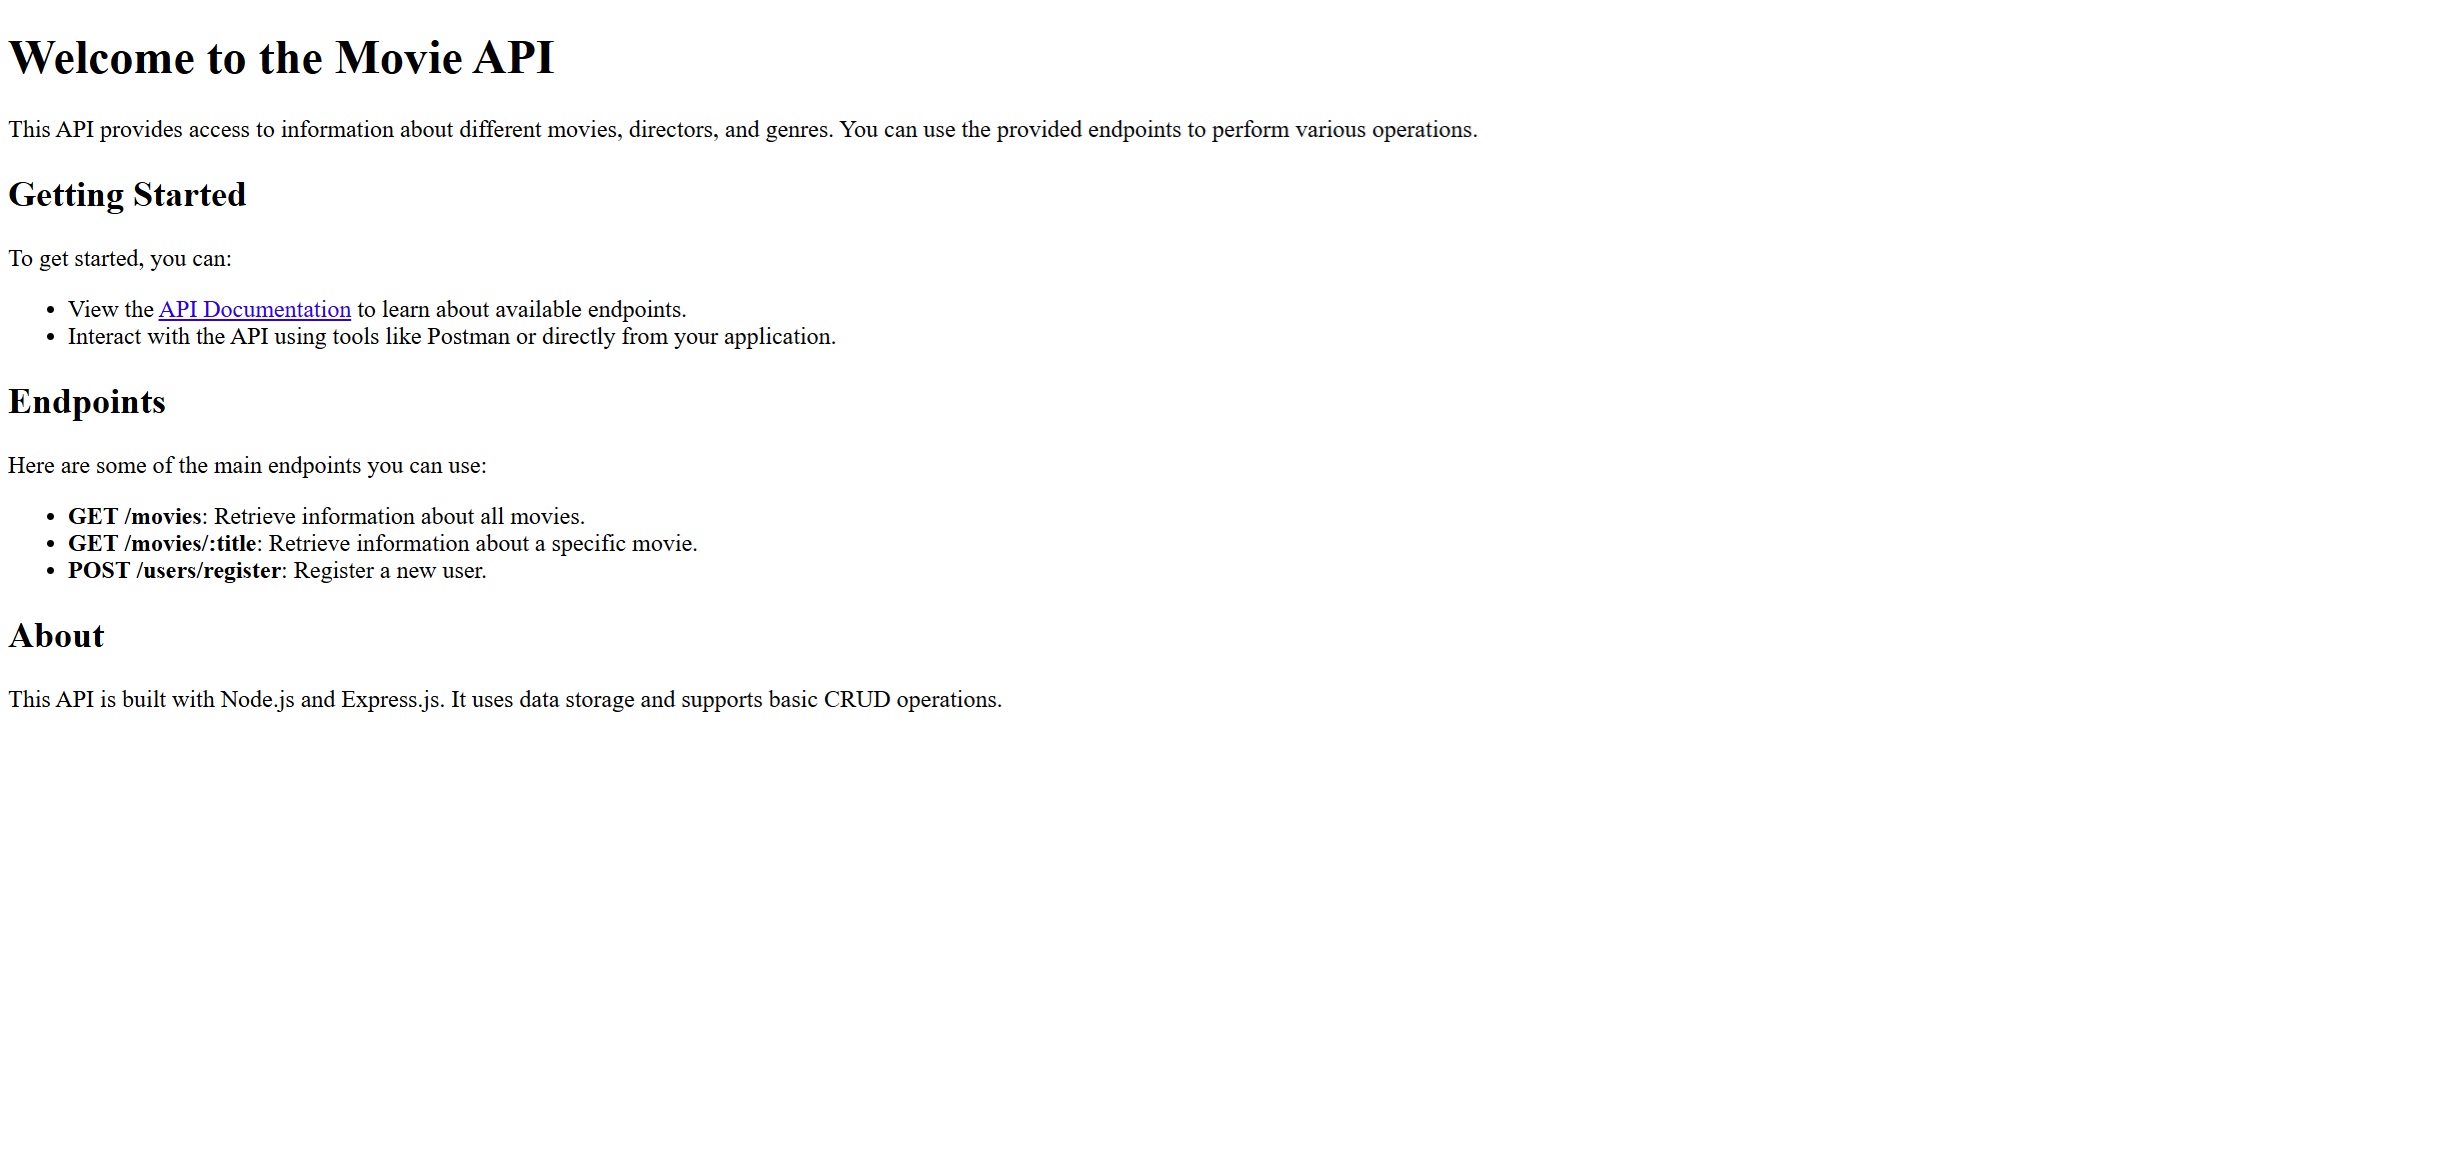 Welcome to the Movie API
This API provides access to information about different movies, directors, and genres. You can use the provided endpoints to perform various operations.
Getting Started
To get started, you can:
• View the API Documentation to learn about available endpoints.
• Interact with the API using tools like Postman or directly from your application.
Endpoints
Here are some of the main endpoints you can use:
• GET /movies: Retrieve information about all movies.
• GET /movies/:title: Retrieve information about a specific movie.
• POST /users/register: Register a new user.
About
This API is built with Node.js and Express.js. It uses data storage and supports basic CRUD operations.